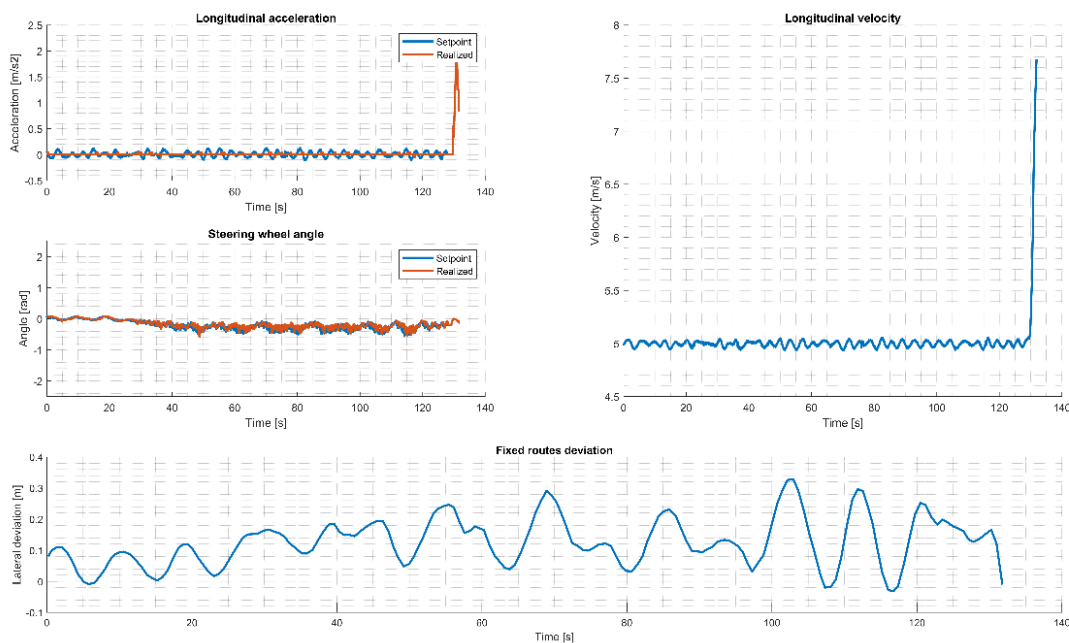 Longitudinal acceleration
Acceleration [m/s2]
2.5
2
1.5
1
0.5
0
-0.5
Setpoint
Realized
0 20 40 60 80 100 120 140
Time [s]
Steering wheel angle
Angle [rad]
2
1
0
-1
-2
Setpoint
Realized
0 20 40 60 80 100 120 140
Time [s]
Longitudinal velocity
Velocity [m/s]
8
7.5
7
6.5
6
5.5
5
4.5
0 20 40 60 80 100 120 140
Time [s]
Fixed routes deviation
Lateral deviation [m]
0.4
0.3
0.2
0.1
0
-0.1
0 20 40 60 80 100 120 140
Time [s]